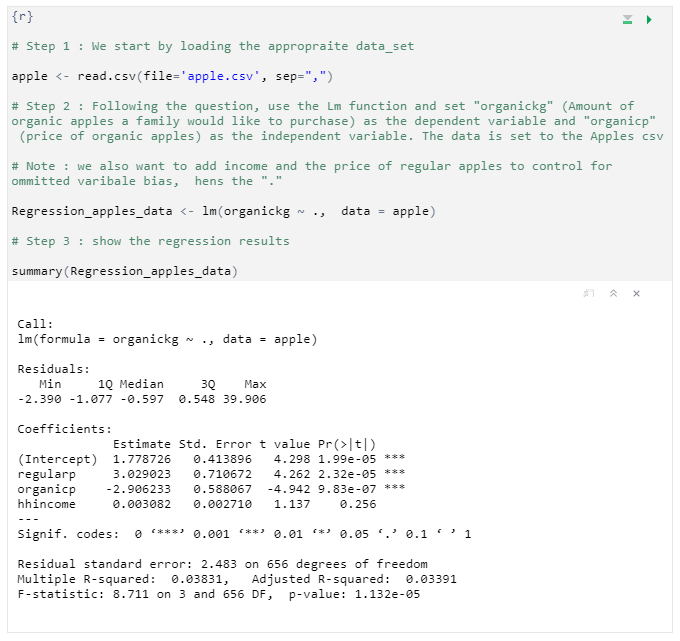 {r}
# Step 1 : We start by loading the appropraite data_set
apple <- read.csv(file='apple.csv', sep=",")
# Step 2 : Following the question, use the Lm function and set "organickg" (Amount of
organic apples a family would like to purchase) as the dependent variable and "organicp"
(price of organic apples) as the independent variable. The data is set to the Apples csv
# Note : we also want to add income and the price of regular apples to control for
ommitted varibale bias,  hens the "."
Regression_apples_data <- lm(organickg ~ .,  data = apple)
# Step 3 : show the regression results
summary(Regression_apples_data)
Call:
lm(formula = organickg ~ ., data = apple)
Residuals:
   Min     1Q Median     3Q    Max
-2.390 -1.077 -0.597  0.548 39.906
Coefficients:
             Estimate Std. Error t value Pr(>|t|)
(Intercept)  1.778726   0.413896   4.298 1.99e-05 ***
regularp     3.029023   0.710672   4.262 2.32e-05 ***
organicp    -2.906233   0.588067  -4.942 9.83e-07 ***
hhincome     0.003082   0.002710   1.137    0.256
---
Signif. codes:  0 ‘***’ 0.001 ‘**’ 0.01 ‘*’ 0.05 ‘.’ 0.1 ‘ ’ 1
Residual standard error: 2.483 on 656 degrees of freedom
Multiple R-squared:  0.03831,	Adjusted R-squared:  0.03391
F-statistic: 8.711 on 3 and 656 DF,  p-value: 1.132e-05